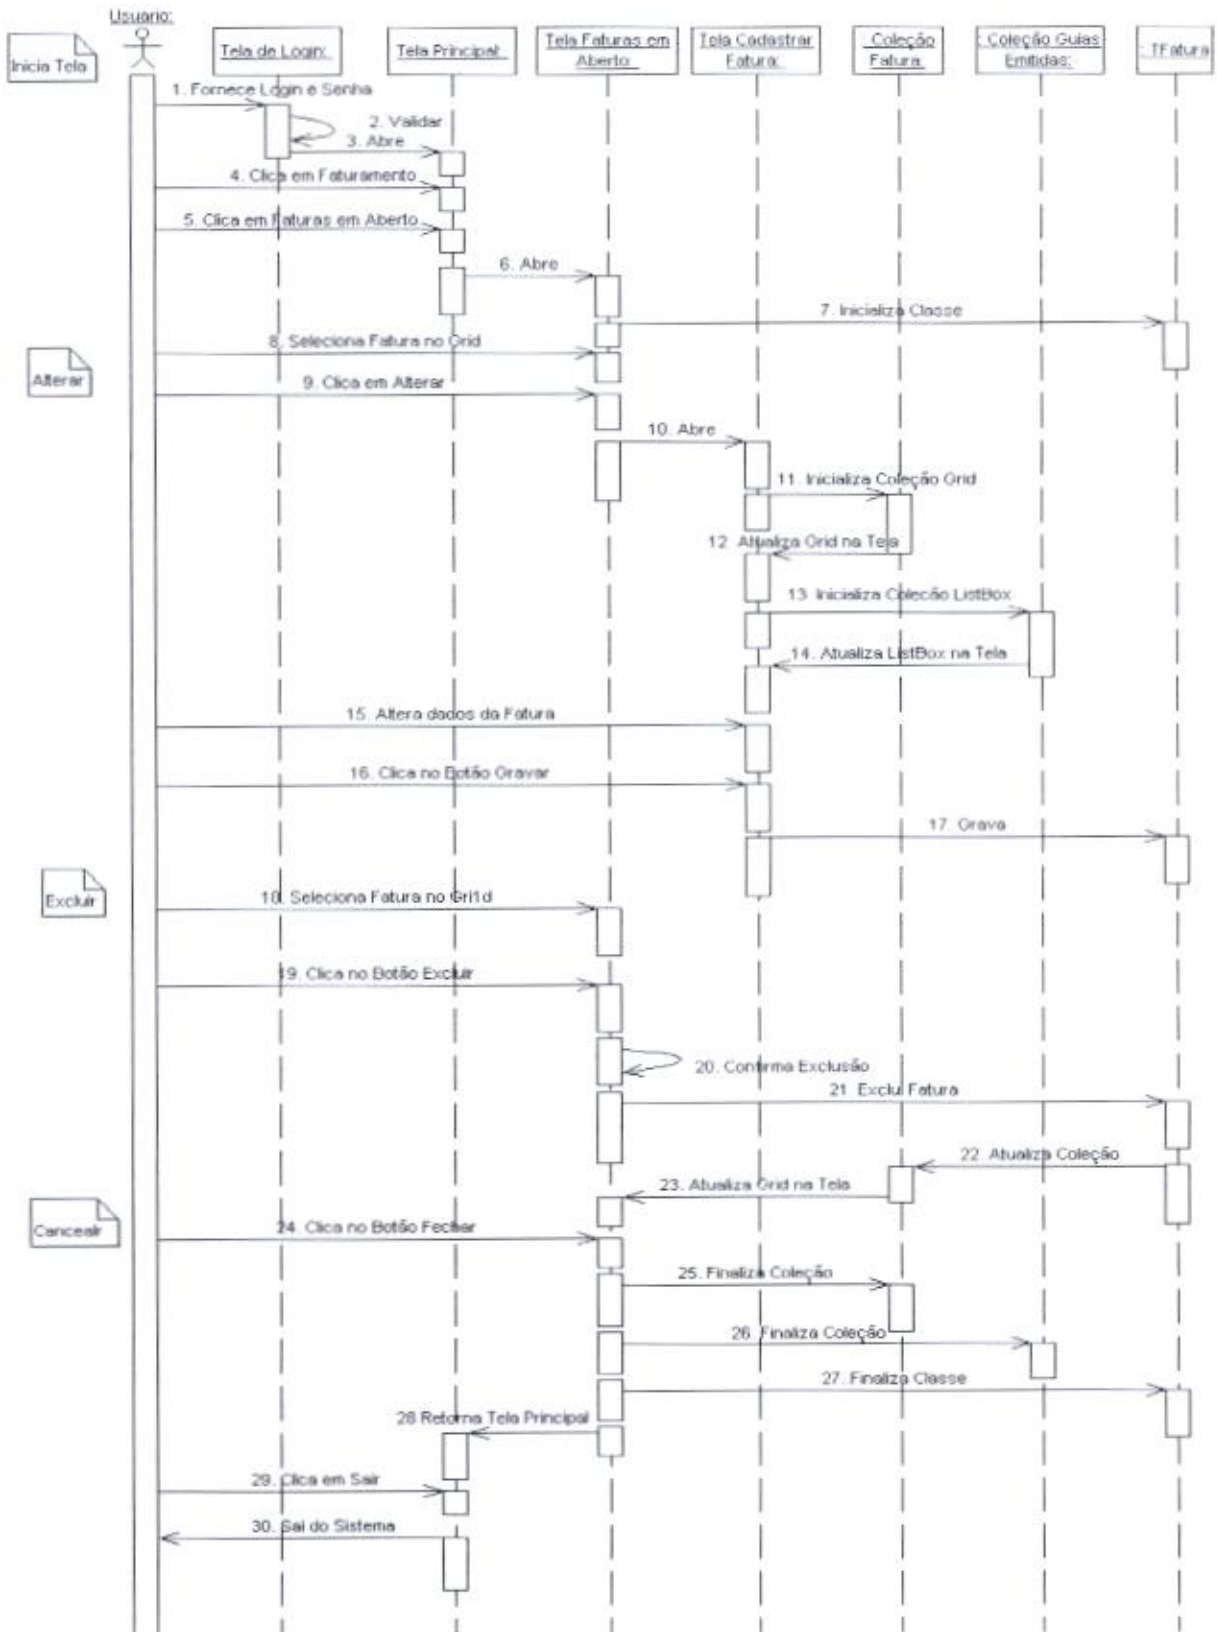 Usuario:
Inicia Tela
Tela de Login:
Tela Principal:
Tela Faturas em
Aberto:
Tela Cadastrar
Fatura:
: Coleção
Fatura:
: Coleção Guias
Emitidas:
: TFatura
1. Fornece Login e Senha
2. Validar
3. Abre
4. Clica em Faturamento
5. Clica em Faturas em Aberto
6. Abre
7. Inicializa Classe
8. Seleciona Fatura no Grid
Alterar
9. Clica em Alterar
10. Abre
11. Inicializa Coleção Grid
12. Atualiza Grid na Tela
13. Inicializa Coleção ListBox
14. Atualiza ListBox na Tela
15. Altera dados da Fatura
16. Clica no Botão Gravar
17. Grava
Excluir
18. Seleciona Fatura no Gri1d
19. Clica no Botão Excluir
20. Confirma Exclusão
21. Exclui Fatura
22. Atualiza Coleção
23. Atualiza Grid na Tela
Cancealr
24. Clica no Botão Fechar
25. Finaliza Coleção
26. Finaliza Coleção
27. Finaliza Classe
28 Retorna Tela Principal
29. Clica em Sair
30. Sai do Sistema